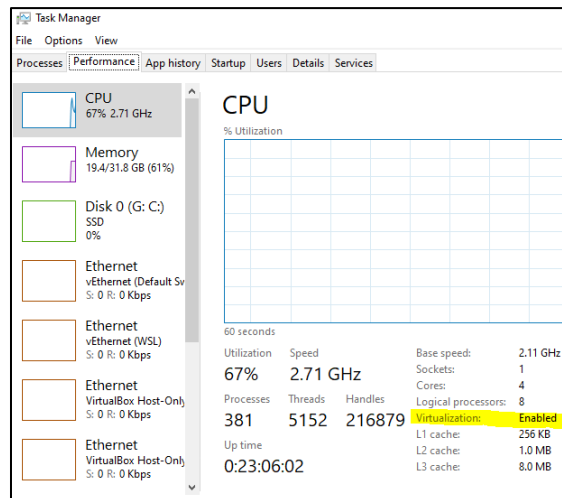 Task Manager
File Options View
Processes Performance App history Startup Users Details Services
CPU
67% 2.71 GHz
Memory
19.4/31.8 GB (61%)
Disk 0 (G: C:)
SSD
0%
Ethernet
vEthernet (Default Sw
S: 0 R: 0 Kbps
Ethernet
vEthernet (WSL)
S: 0 R: 0 Kbps
Ethernet
VirtualBox Host-Only
S: 0 R: 0 Kbps
Ethernet
VirtualBox Host-Only
S: 0 R: 0 Kbps
CPU
% Utilization
60 seconds
Utilization Speed
67% 2.71 GHz
Processes Threads Handles
381 5152 216879
Up time
0:23:06:02
Base speed: 2.11 GHz
Sockets: 1
Cores: 4
Logical processors: 8
Virtualization: Enabled
L1 cache: 256 KB
L2 cache: 1.0 MB
L3 cache: 8.0 MB